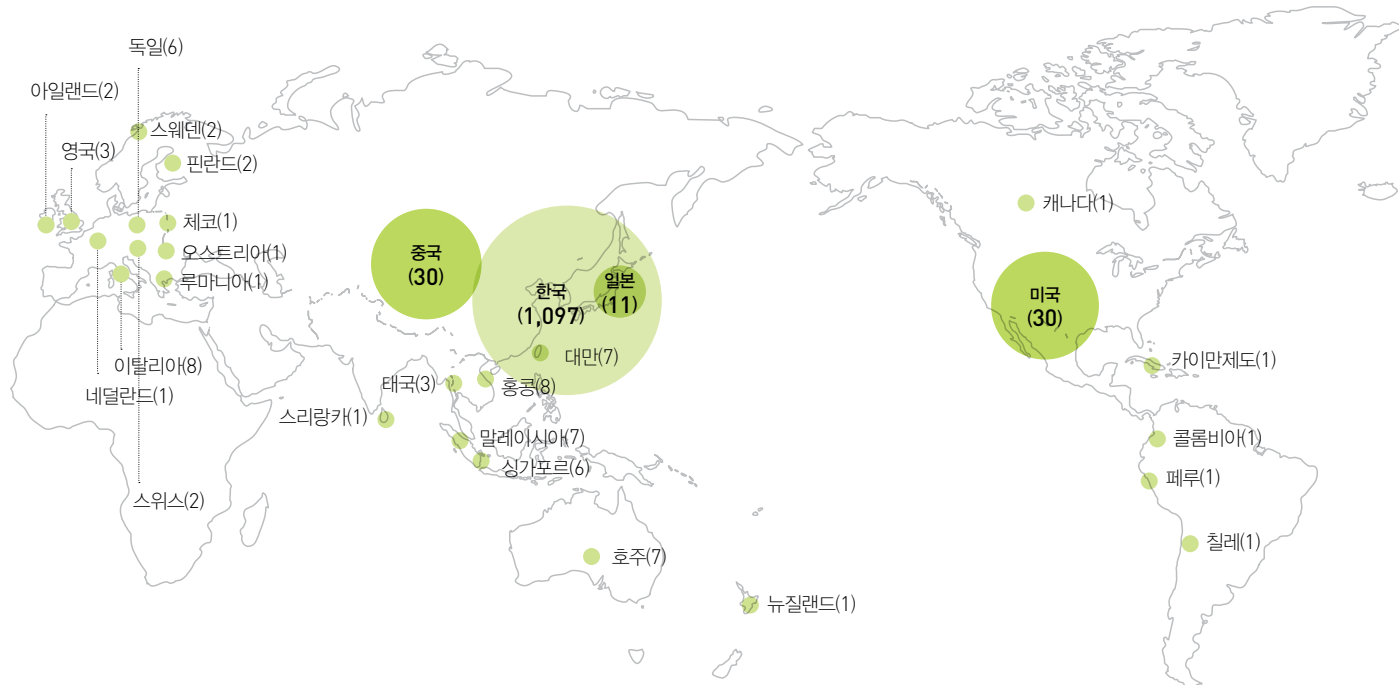 독일(6)
아일랜드(2)
스웨덴(2)
영국(3)
핀란드(2)
체코(1)
오스트리아(1)
루마니아(1)
이탈리아(8)
네덜란드(1)
스위스(2)
중국
(30)
한국
(1,097)
일본
(11)
대만(7)
태국(3)
홍콩(8)
스리랑카(1)
말레이시아(7)
싱가포르(6)
호주(7)
뉴질랜드(1)
캐나다(1)
미국
(30)
카이만제도(1)
콜롬비아(1)
페루(1)
칠레(1)